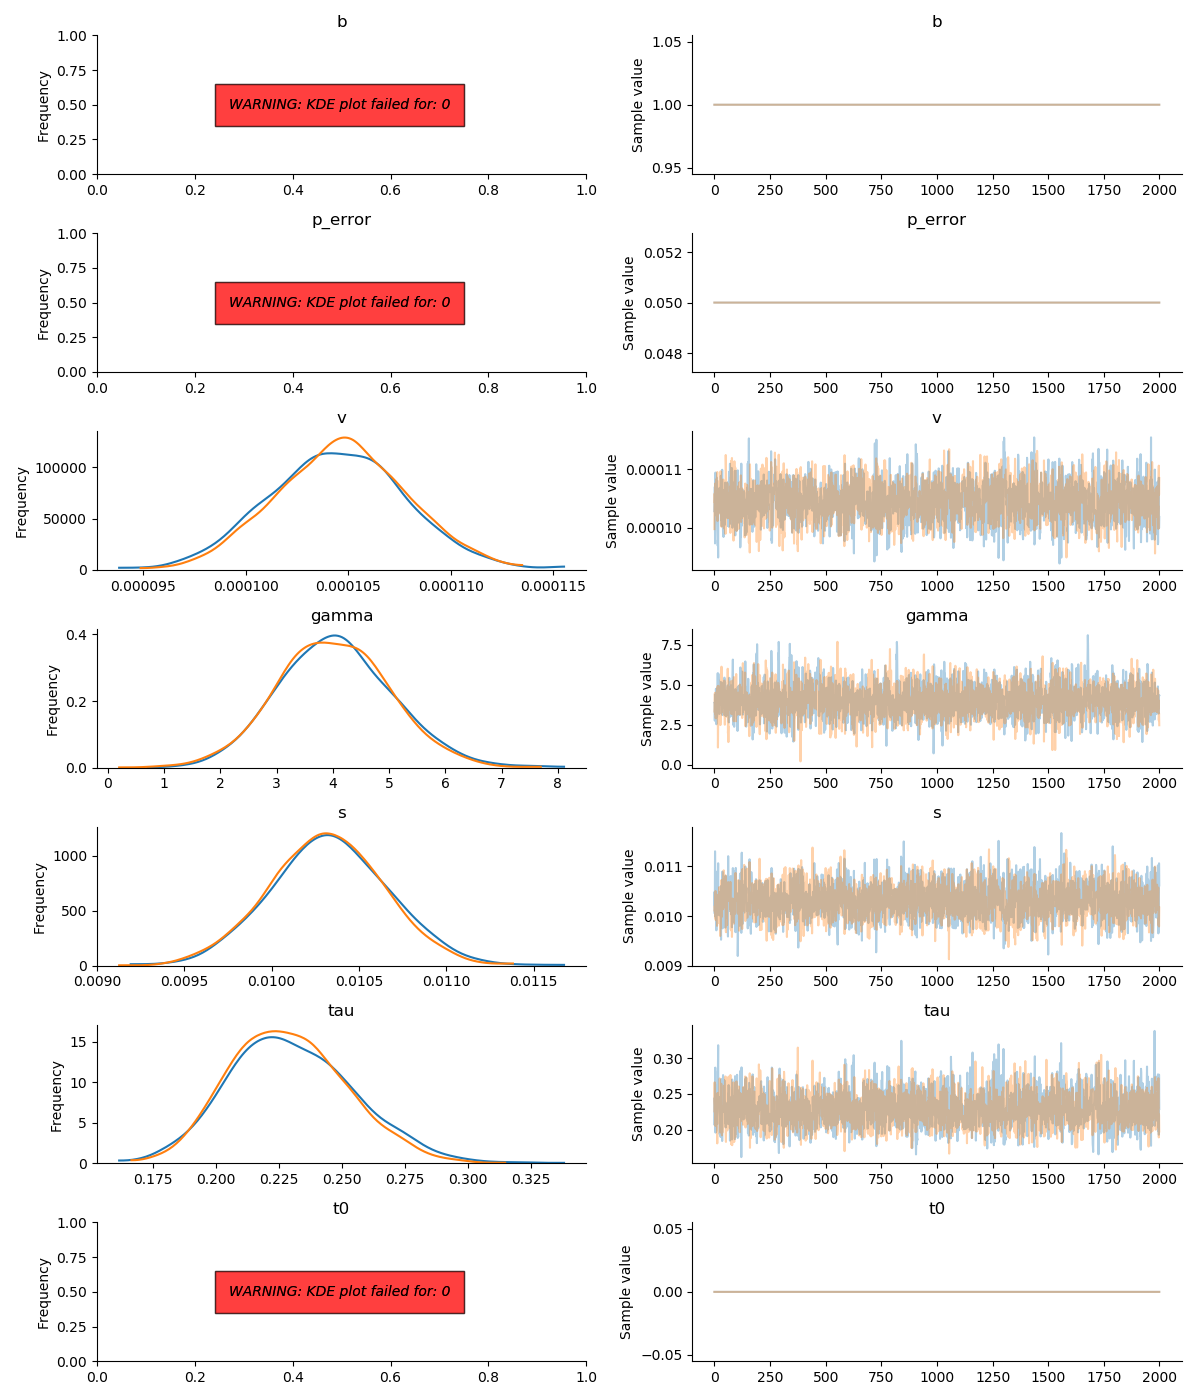 b
1.00
0.75
0.50
0.25
0.00
Frequency
WARNING: KDE plot failed for: 0
0.0 0.2 0.4 0.6 0.8 1.0
b
1.05
1.00
0.95
Sample value
0 250 500 750 1000 1250 1500 1750 2000
p_error
1.00
0.75
0.50
0.25
0.00
Frequency
WARNING: KDE plot failed for: 0
0.0 0.2 0.4 0.6 0.8 1.0
p_error
0.052
0.050
0.048
Sample value
0 250 500 750 1000 1250 1500 1750 2000
v
100000
50000
0
Frequency
0.000095 0.000100 0.000105 0.000110 0.000115
v
0.00011
0.00010
Sample value
0 250 500 750 1000 1250 1500 1750 2000
gamma
0.4
0.2
0.0
Frequency
0 1 2 3 4 5 6 7 8
gamma
7.5
5.0
2.5
0.0
Sample value
0 250 500 750 1000 1250 1500 1750 2000
s
1000
500
0
Frequency
0.0090 0.0095 0.0100 0.0105 0.0110 0.0115
s
0.011
0.010
0.009
Sample value
0 250 500 750 1000 1250 1500 1750 2000
tau
15
10
5
0
Frequency
0.175 0.200 0.225 0.250 0.275 0.300 0.325
tau
0.30
0.25
0.20
Sample value
0 250 500 750 1000 1250 1500 1750 2000
t0
1.00
0.75
0.50
0.25
0.00
Frequency
WARNING: KDE plot failed for: 0
0.0 0.2 0.4 0.6 0.8 1.0
t0
0.05
0.00
−0.05
Sample value
0 250 500 750 1000 1250 1500 1750 2000